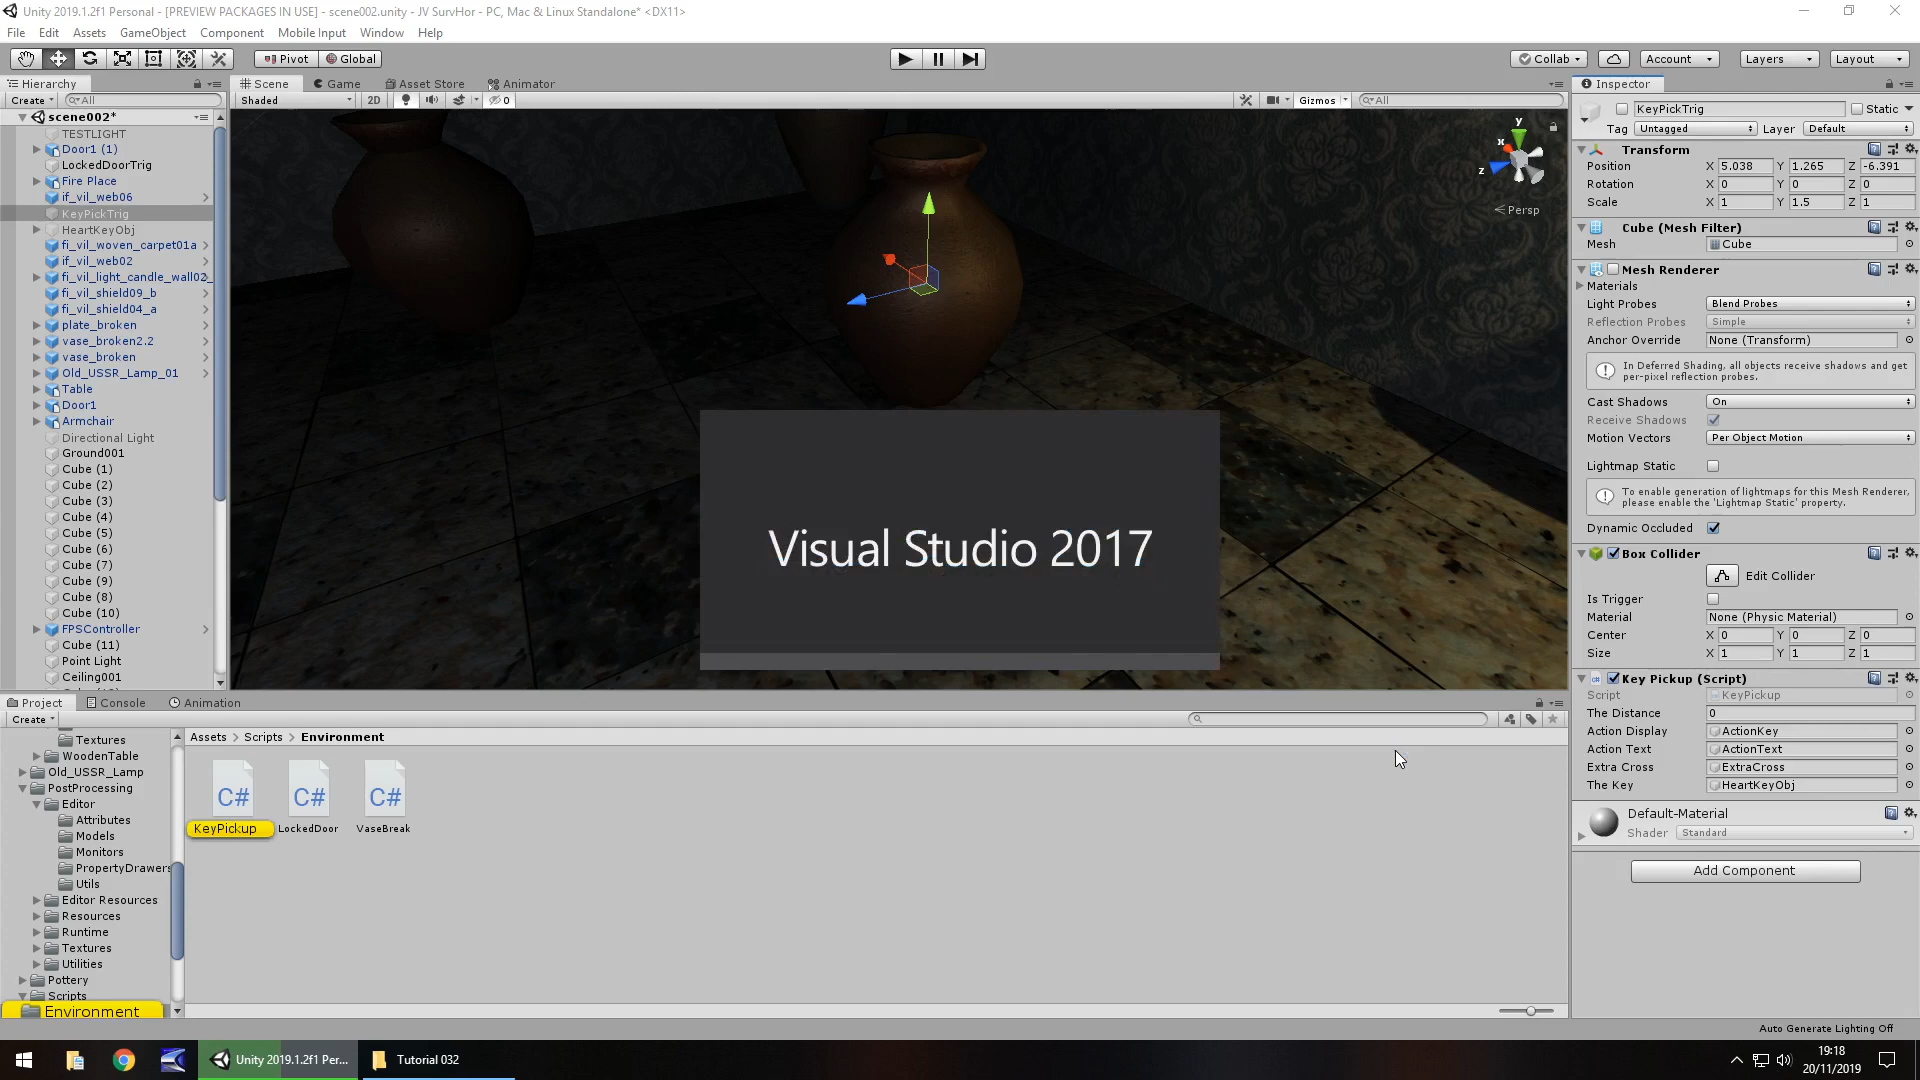 Unity 2019.1.2f1 Personal - [PREVIEW PACKAGES IN USE] - scene002.unity - JV SurvHor - PC, Mac & Linux Standalone* <DX11>
File Edit Assets GameObject Component Mobile Input Window Help
Pivot Global Collab Account Layers Layout
Hierarchy
Create All
scene002*
TESTLIGHT
Door1 (1)
LockedDoorTrig
Fire Place
if_vil_web06
KeyPickTrig
HeartKeyObj
fi_vil_woven_carpet01a
if_vil_web02
fi_vil_light_candle_wall02_
fi_vil_shield09_b
fi_vil_shield04_a
plate_broken
vase_broken2.2
vase_broken
Old_USSR_Lamp_01
Table
Door1
Armchair
Directional Light
Ground001
Cube (1)
Cube (2)
Cube (3)
Cube (4)
Cube (5)
Cube (6)
Cube (7)
Cube (9)
Cube (8)
Cube (10)
FPSController
Cube (11)
Point Light
Ceiling001
Scene Game Asset Store Animator
Shaded 2D 0 Gizmos All
y
x
z
Persp
Visual Studio 2017
Inspector
KeyPickTrig Static
Tag Untagged Layer Default
Transform
Position X 5.038 Y 1.265 Z -6.391
Rotation X 0 Y 0 Z 0
Scale X 1 Y 1.5 Z 1
Cube (Mesh Filter)
Mesh Cube
Mesh Renderer
Materials
Light Probes Blend Probes
Reflection Probes Simple
Anchor Override None (Transform)
In Deferred Shading, all objects receive shadows and get
per-pixel reflection probes.
Cast Shadows On
Receive Shadows
Motion Vectors Per Object Motion
Lightmap Static
To enable generation of lightmaps for this Mesh Renderer,
please enable the 'Lightmap Static' property.
Dynamic Occluded
Box Collider
Edit Collider
Is Trigger
Material None (Physic Material)
Center X 0 Y 0 Z 0
Size X 1 Y 1 Z 1
Key Pickup (Script)
Script KeyPickup
The Distance 0
Action Display ActionKey
Action Text ActionText
Extra Cross ExtraCross
The Key HeartKeyObj
Default-Material
Shader Standard
Add Component
Project Console Animation
Create
Textures
WoodenTable
Old_USSR_Lamp
PostProcessing
Editor
Attributes
Models
Monitors
PropertyDrawers
Utils
Editor Resources
Resources
Runtime
Textures
Utilities
Pottery
Scripts
Environment
Assets > Scripts > Environment
C# C# C#
KeyPickup LockedDoor VaseBreak
Auto Generate Lighting Off
Unity 2019.1.2f1 Per... Tutorial 032
19:18
20/11/2019